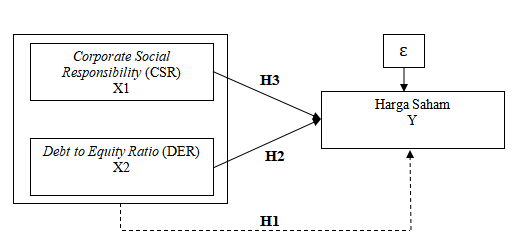 Corporate Social
Responsibility (CSR)
X1
H3
ε
Harga Saham
Y
Debt to Equity Ratio (DER)
X2
H2
H1